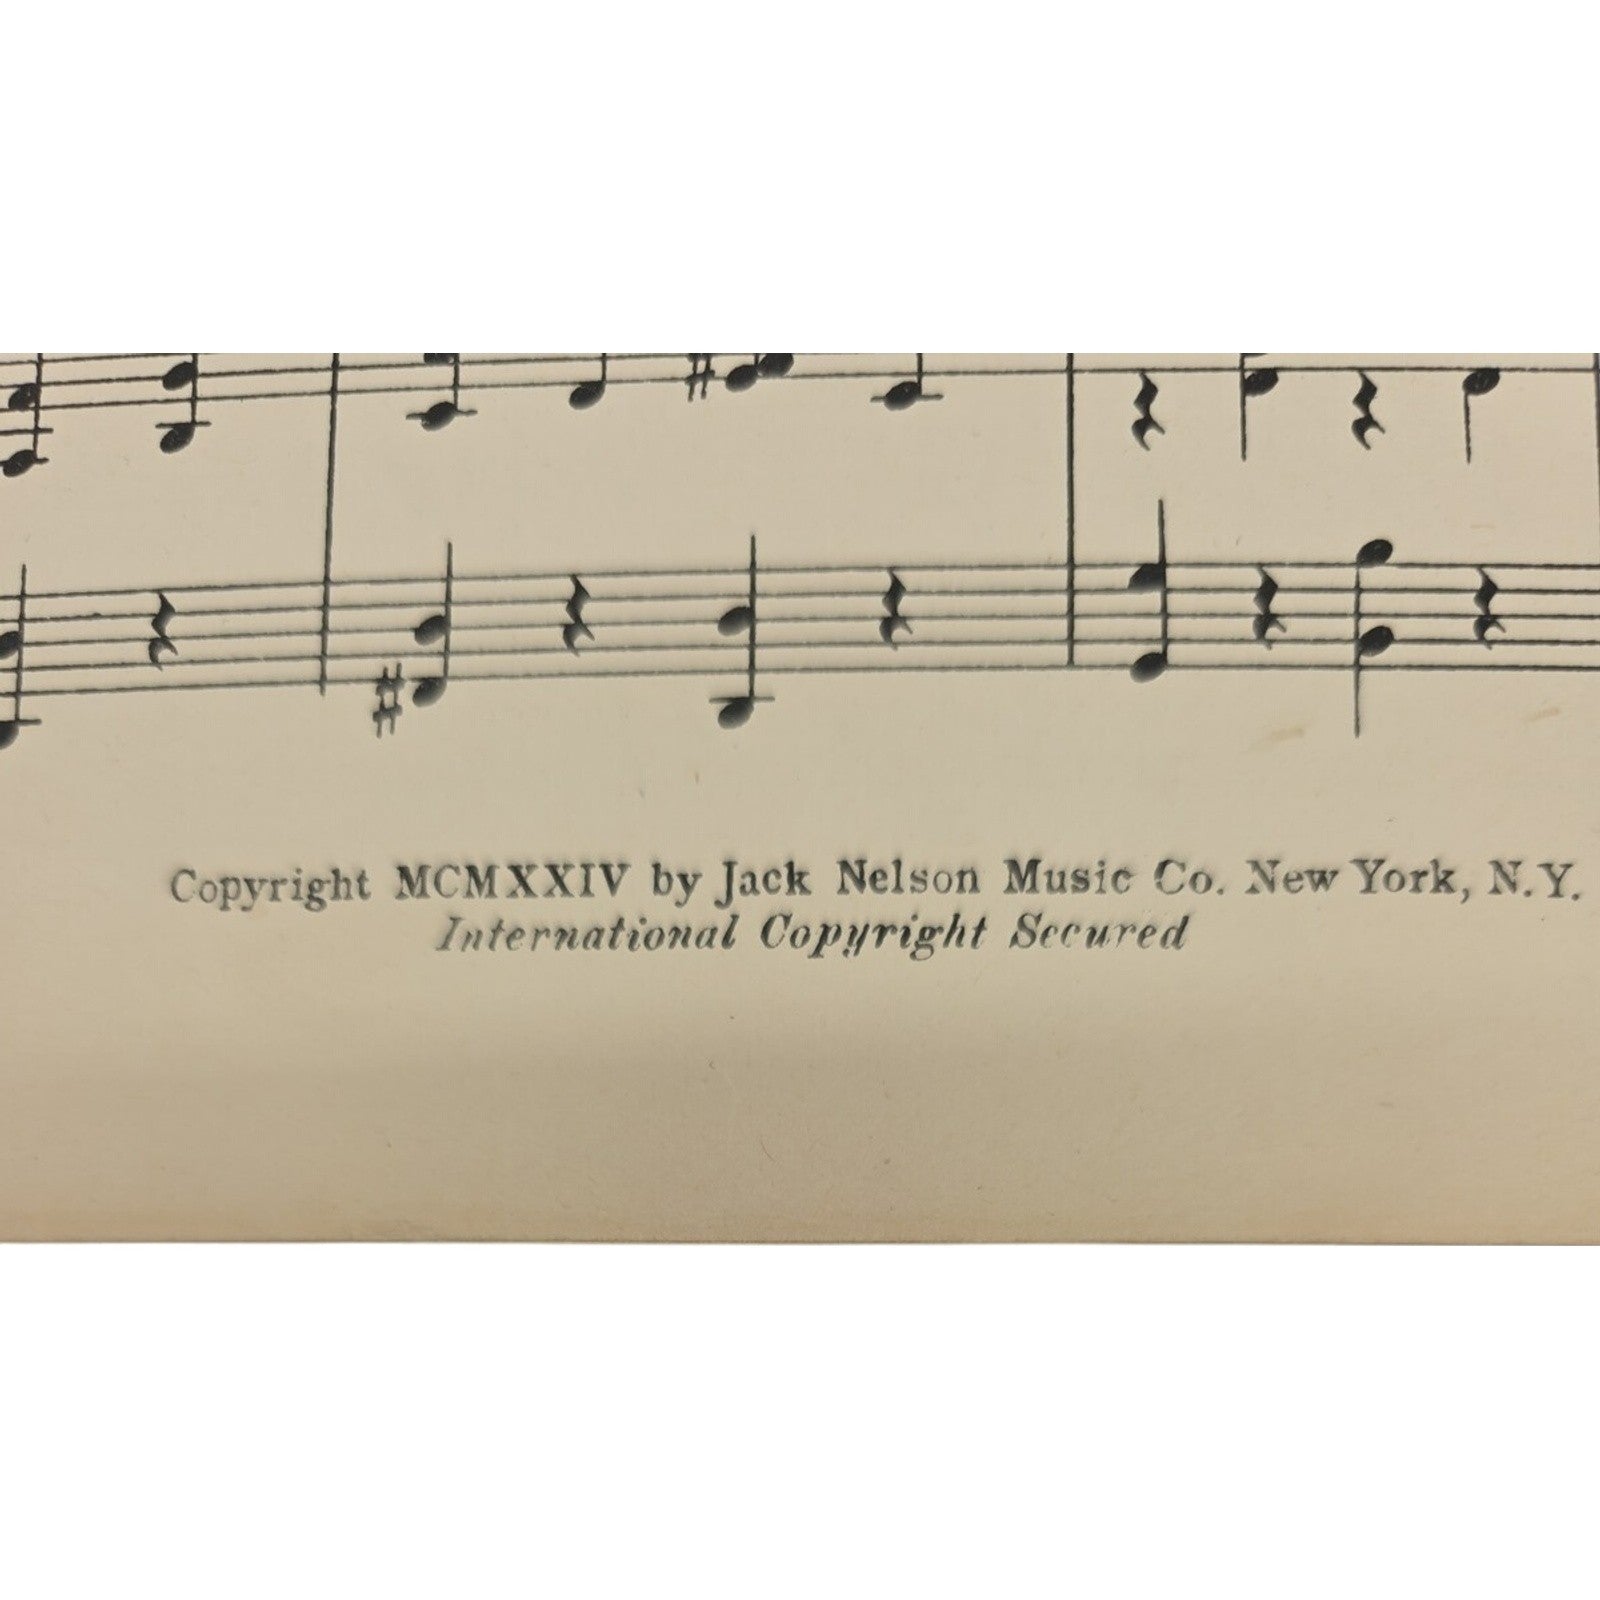 Copyright MCMXXIV by Jack Nelson Music Co. New York, N.Y.
International Copyright Secured